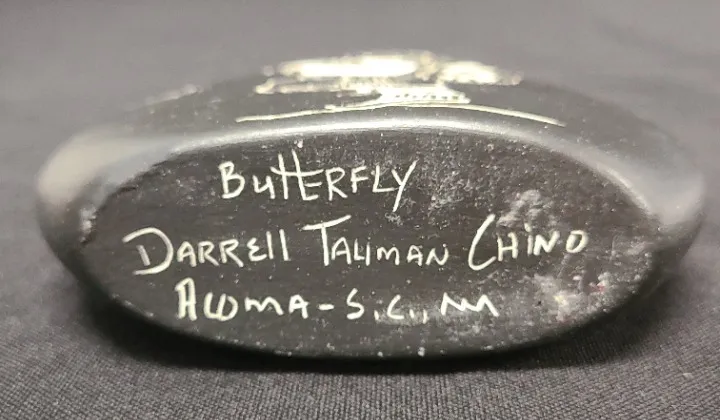 BUttERFLY
DARREll TALIMAN CHINO
ACOMA-S.C., NM